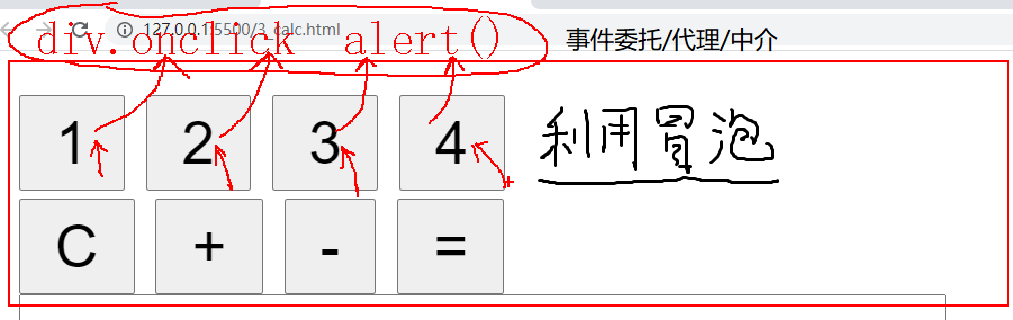 127.0.0.1:5500/3_calc.html
div.onclick alert()
事件委托/代理/中介
1 2 3 4
利用冒泡
C + - =